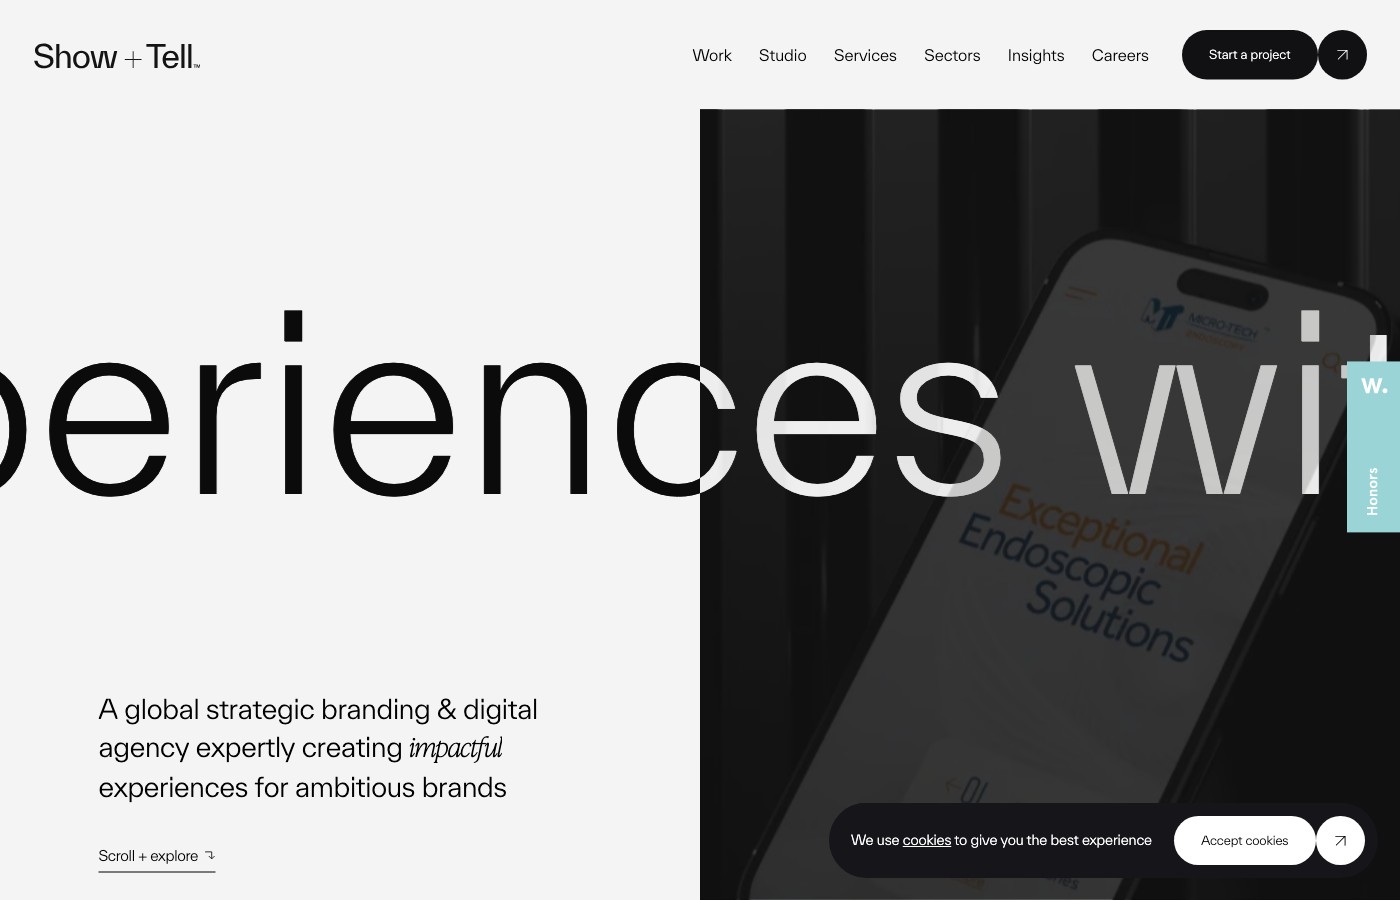 Show + Tell™
Work
Studio
Services
Sectors
Insights
Careers
Start a project
periences wit
MICRO-TECH
ENDOSCOPY
W.
Honors
Exceptional
Endoscopic
Solutions
A global strategic branding & digital
agency expertly creating impactful
experiences for ambitious brands
01
Scroll + explore
We use cookies to give you the best experience
Accept cookies